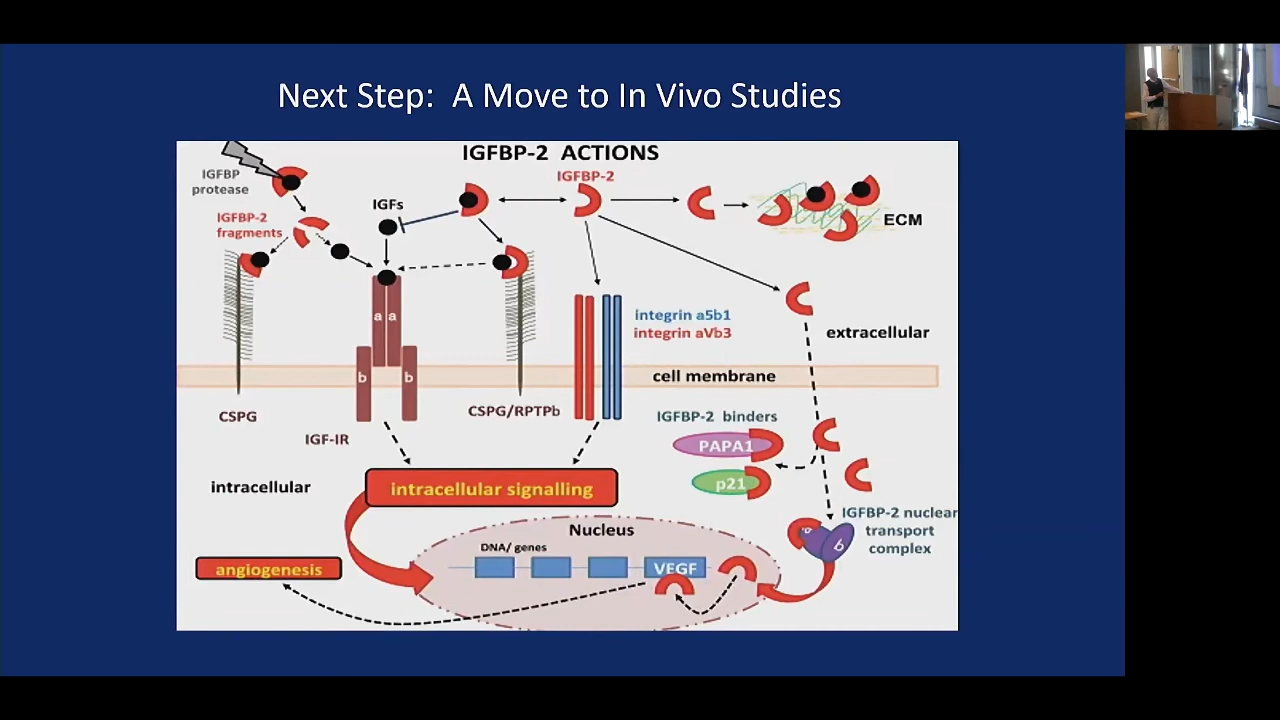 Next Step:  A Move to In Vivo Studies
IGFBP-2  ACTIONS
IGFBP
protease
IGFBP-2
IGFBP-2
fragments
IGFs
ECM
a a
integrin a5b1
integrin aVb3
extracellular
b
b
cell membrane
CSPG
CSPG/RPTPb
IGF-IR
IGFBP-2  binders
PAPA1
p21
intracellular
intracellular signalling
IGFBP-2 nuclear
transport
complex
Nucleus
b
DNA/ genes
VEGF
angiogenesis